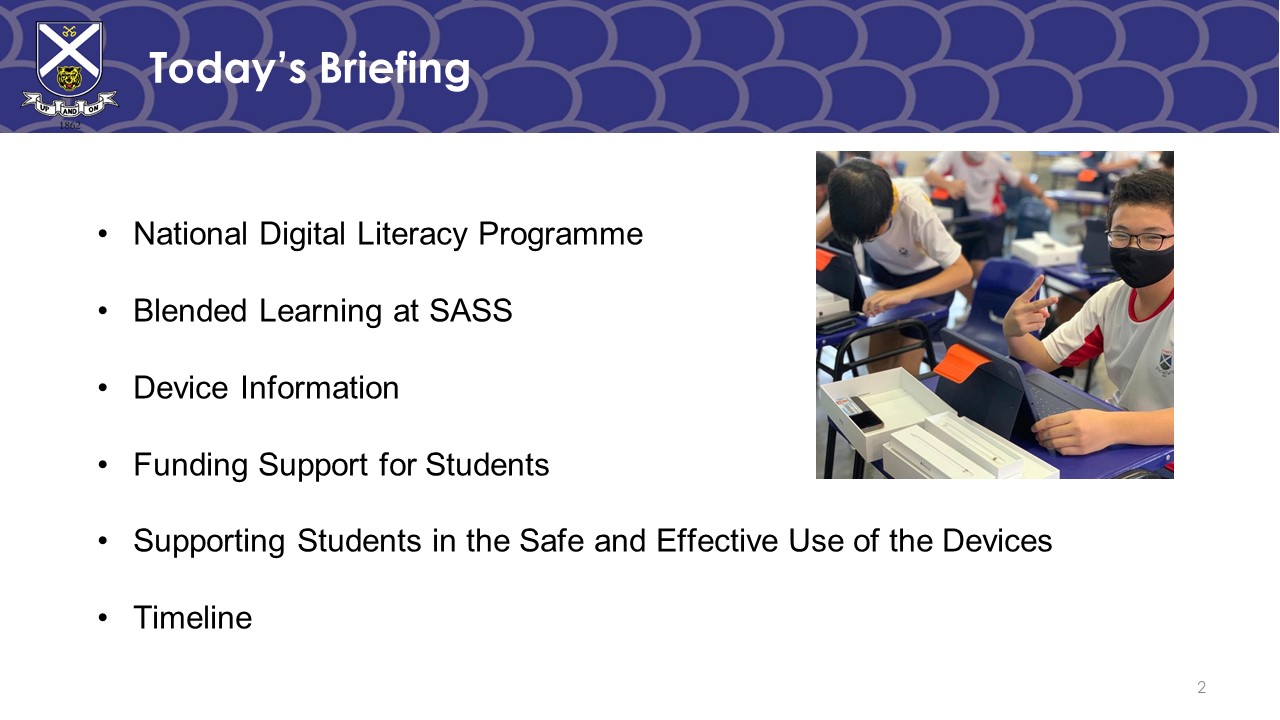 Today’s Briefing
UP AND ON
1862
• National Digital Literacy Programme
• Blended Learning at SASS
• Device Information
• Funding Support for Students
• Supporting Students in the Safe and Effective Use of the Devices
• Timeline
2